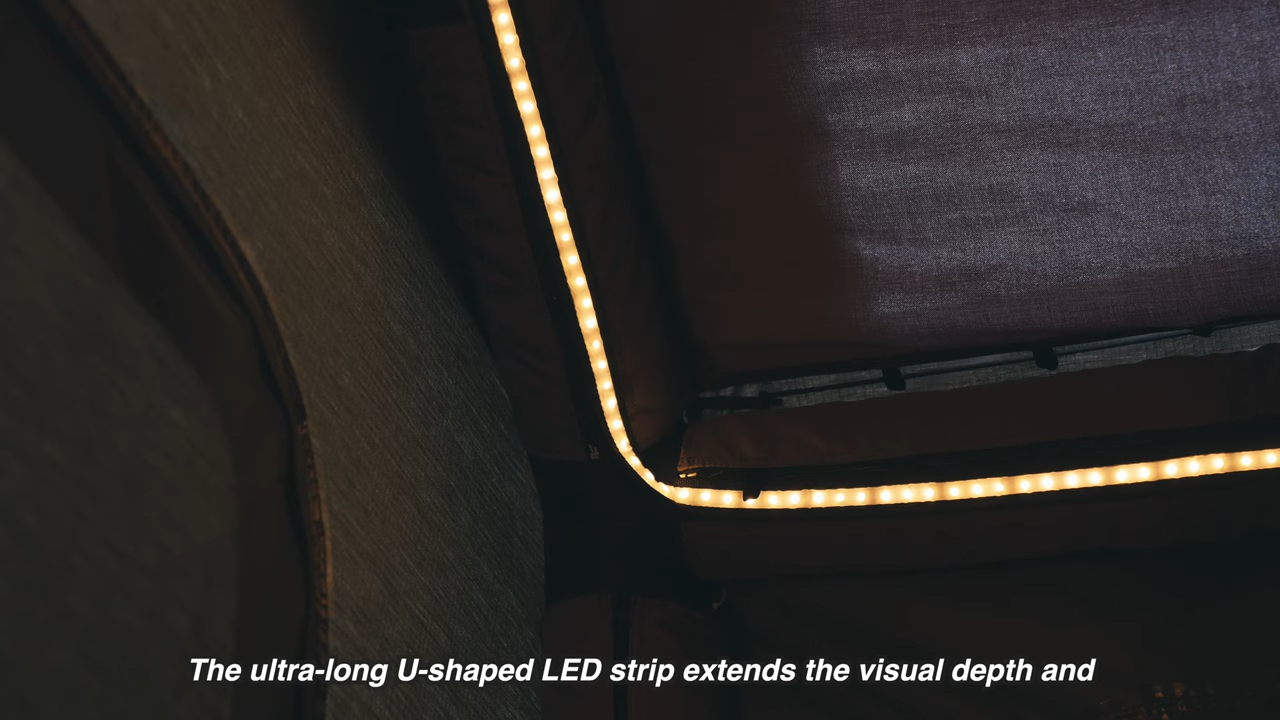 The ultra-long U-shaped LED strip extends the visual depth and